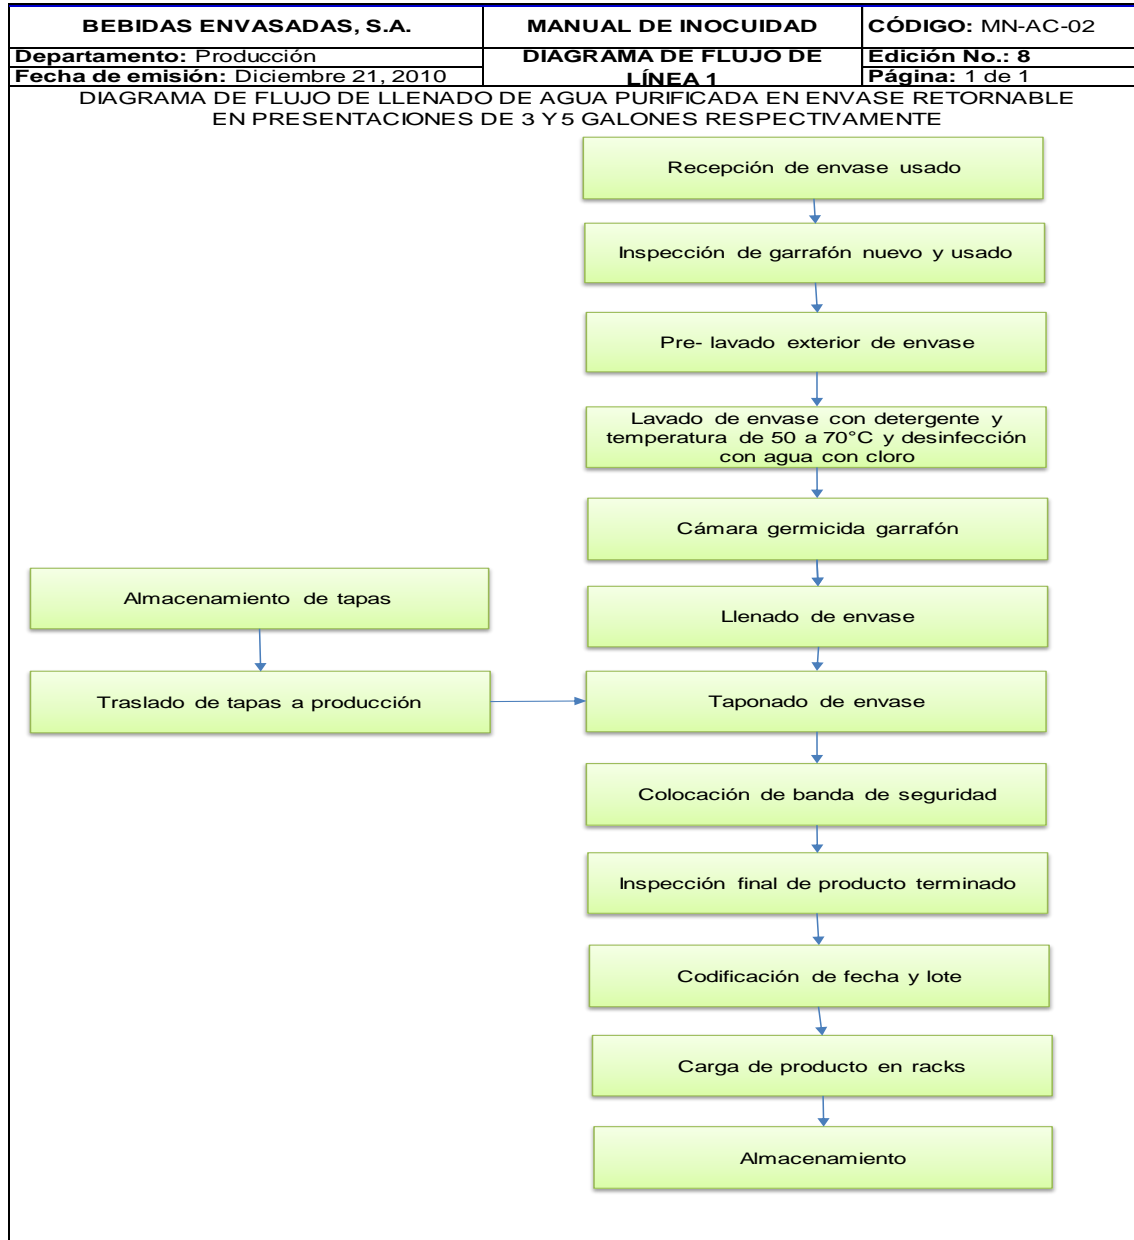 BEBIDAS ENVASADAS, S.A.
MANUAL DE INOCUIDAD
CÓDIGO: MN-AC-02
Departamento: Producción
DIAGRAMA DE FLUJO DE
LÍNEA 1
Edición No.: 8
Fecha de emisión: Diciembre 21, 2010
Página: 1 de 1
DIAGRAMA DE FLUJO DE LLENADO DE AGUA PURIFICADA EN ENVASE RETORNABLE
EN PRESENTACIONES DE 3 Y 5 GALONES RESPECTIVAMENTE
Recepción de envase usado
Inspección de garrafón nuevo y usado
Pre- lavado exterior de envase
Lavado de envase con detergente y
temperatura de 50 a 70°C y desinfección
con agua con cloro
Cámara germicida garrafón
Almacenamiento de tapas
Llenado de envase
Traslado de tapas a producción
Taponado de envase
Colocación de banda de seguridad
Inspección final de producto terminado
Codificación de fecha y lote
Carga de producto en racks
Almacenamiento